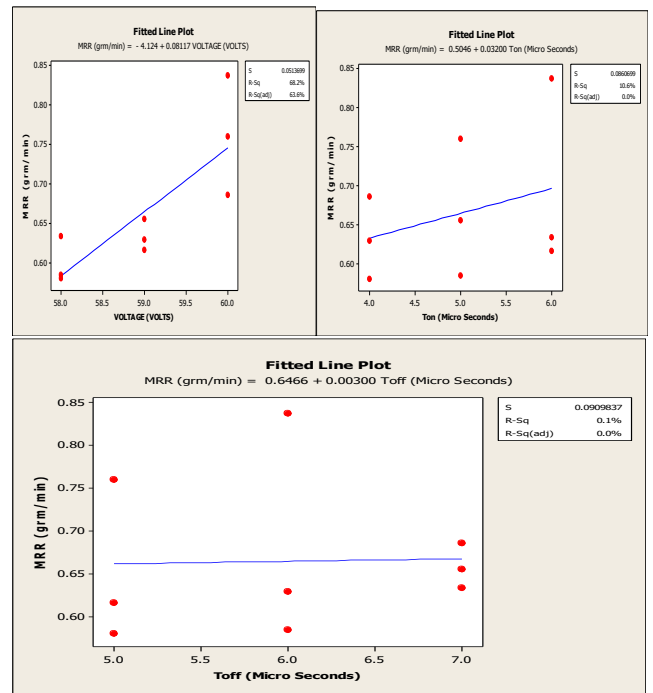 Fitted Line Plot
MRR (grm/min) = - 4.124 + 0.08117 VOLTAGE (VOLTS)
S 0.0513699
R-Sq 68.2%
R-Sq(adj) 63.6%
0.85
0.80
0.75
0.70
0.65
0.60
MRR (grm/min)
58.0 58.5 59.0 59.5 60.0
VOLTAGE (VOLTS)
Fitted Line Plot
MRR (grm/min) = 0.5046 + 0.03200 Ton (Micro Seconds)
S 0.0860699
R-Sq 10.6%
R-Sq(adj) 0.0%
0.85
0.80
0.75
0.70
0.65
0.60
MRR (grm/min)
4.0 4.5 5.0 5.5 6.0
Ton (Micro Seconds)
Fitted Line Plot
MRR (grm/min) = 0.6466 + 0.00300 Toff (Micro Seconds)
S 0.0909837
R-Sq 0.1%
R-Sq(adj) 0.0%
0.85
0.80
0.75
0.70
0.65
0.60
MRR (grm/min)
5.0 5.5 6.0 6.5 7.0
Toff (Micro Seconds)